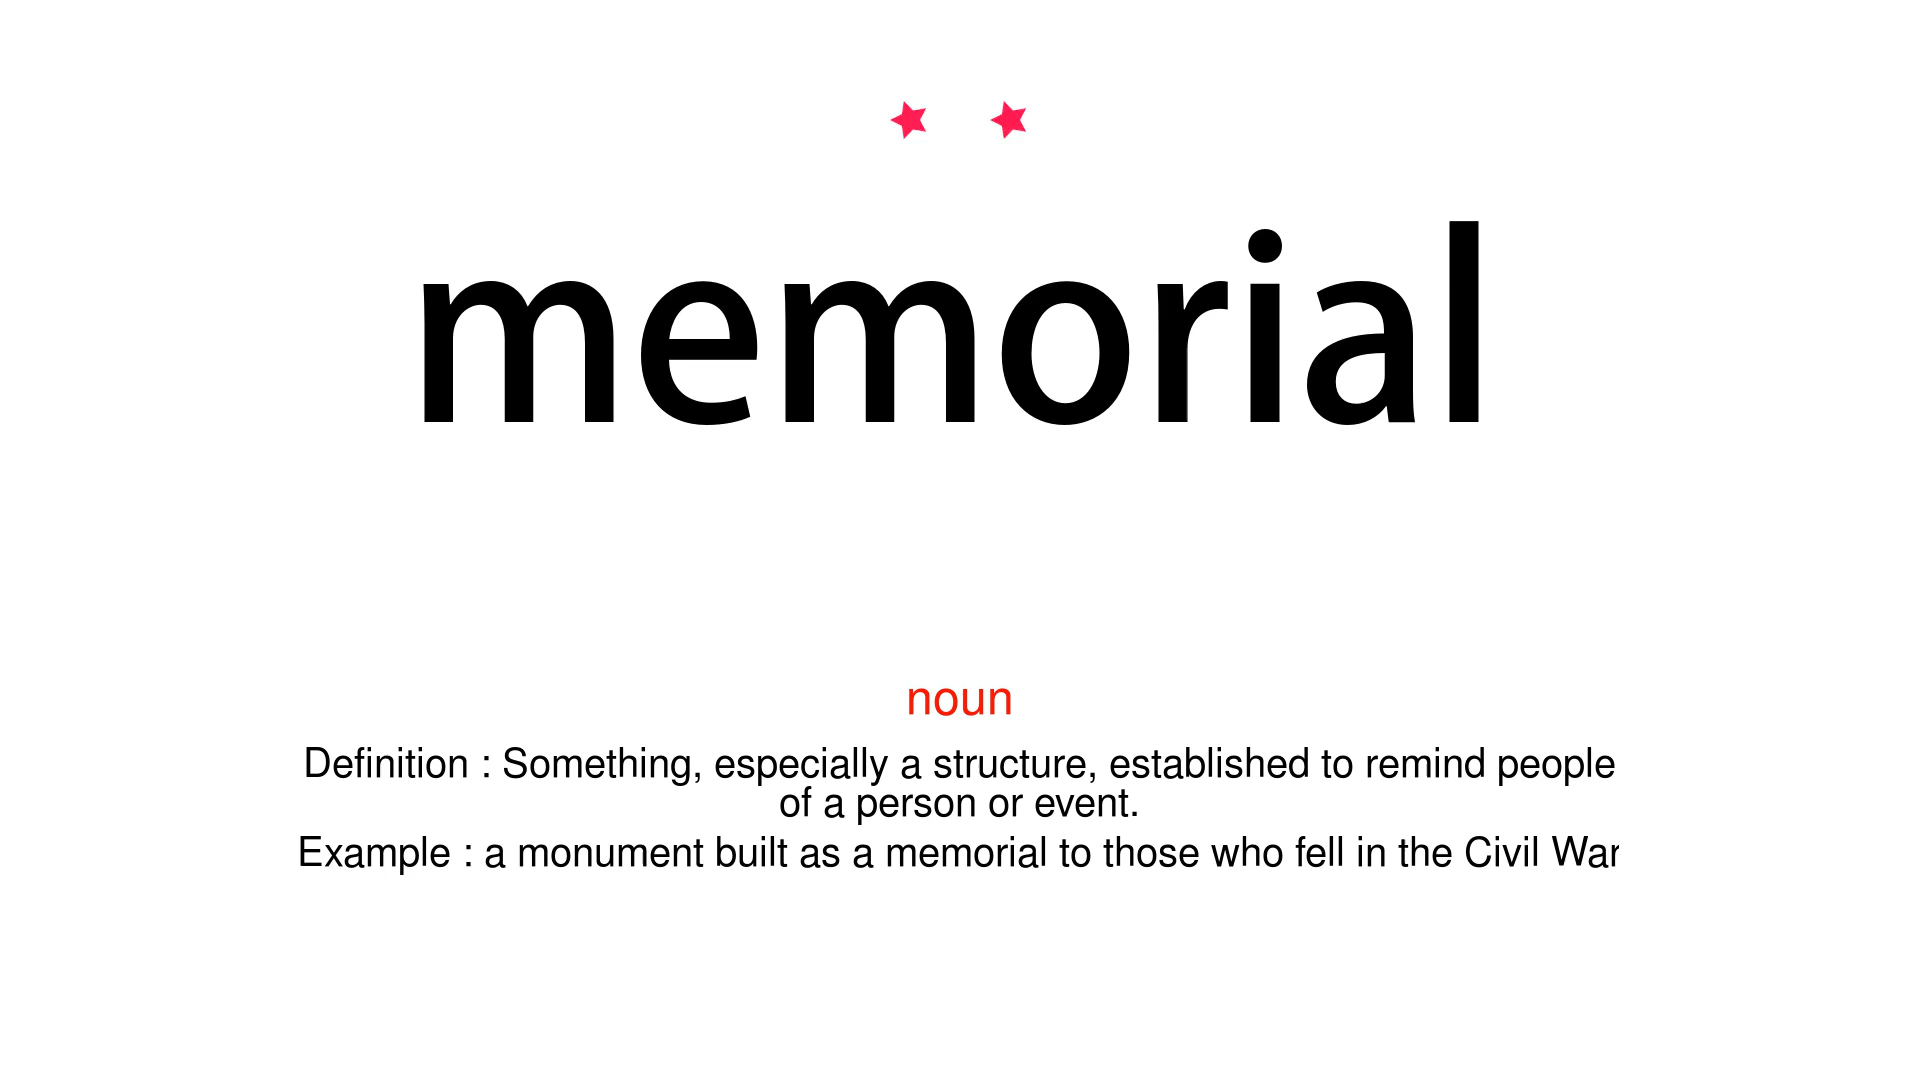 memorial
noun
Definition : Something, especially a structure, established to remind people
of a person or event.
Example : a monument built as a memorial to those who fell in the Civil War